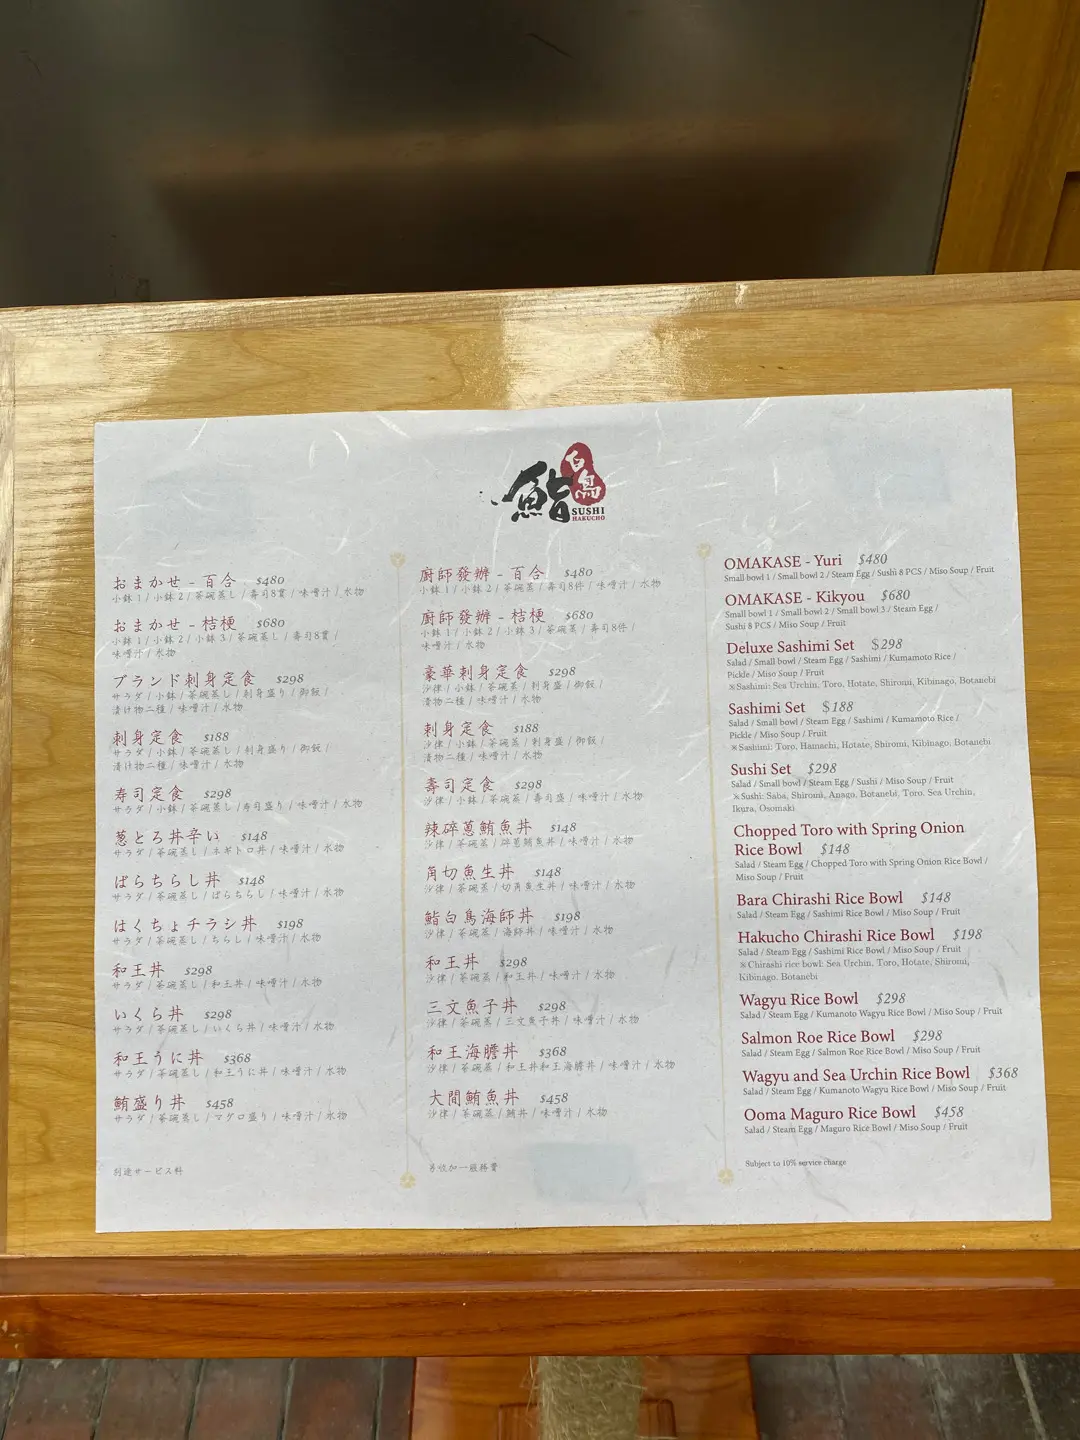 鮨
白鳥
SUSHI
HAKUCHO
おまかせ - 百合 $480
小鉢 1 / 小鉢 2 / 茶碗蒸し / 寿司8貫 / 味噌汁 / 水物
おまかせ - 桔梗 $680
小鉢 1 / 小鉢 2 / 小鉢 3 / 茶碗蒸し / 寿司8貫 /
味噌汁 / 水物
ブランド刺身定食 $298
サラダ / 小鉢 / 茶碗蒸し / 刺身盛り / 御飯 /
漬け物二種 / 味噌汁 / 水物
刺身定食 $188
サラダ / 小鉢 / 茶碗蒸し / 刺身盛り / 御飯 /
漬け物二種 / 味噌汁 / 水物
寿司定食 $298
サラダ / 小鉢 / 茶碗蒸し / 寿司盛り / 味噌汁 / 水物
葱とろ丼辛い $148
サラダ / 茶碗蒸し / ネギトロ丼 / 味噌汁 / 水物
ばらちらし丼 $148
サラダ / 茶碗蒸し / ばらちらし / 味噌汁 / 水物
はくちょチラシ丼 $198
サラダ / 茶碗蒸し / ちらし / 味噌汁 / 水物
和王丼 $298
サラダ / 茶碗蒸し / 和王丼 / 味噌汁 / 水物
いくら丼 $298
サラダ / 茶碗蒸し / いくら丼 / 味噌汁 / 水物
和王うに丼 $368
サラダ / 茶碗蒸し / 和王うに丼 / 味噌汁 / 水物
鮪盛り丼 $458
サラダ / 茶碗蒸し / マグロ盛り / 味噌汁 / 水物
別途サービス料
廚師發辦 - 百合 $480
小鉢 1 / 小鉢 2 / 茶碗蒸 / 壽司8件 / 味噌汁 / 水物
廚師發辦 - 桔梗 $680
小鉢 1 / 小鉢 2 / 小鉢 3 / 茶碗蒸 / 壽司8件 /
味噌汁 / 水物
豪華刺身定食 $298
沙律 / 小鉢 / 茶碗蒸 / 刺身盛 / 御飯 /
漬物二種 / 味噌汁 / 水物
刺身定食 $188
沙律 / 小鉢 / 茶碗蒸 / 刺身盛 / 御飯 /
漬物二種 / 味噌汁 / 水物
壽司定食 $298
沙律 / 小鉢 / 茶碗蒸 / 壽司盛 / 味噌汁 / 水物
辣碎蔥鮪魚丼 $148
沙律 / 茶碗蒸 / 碎蔥鮪魚丼 / 味噌汁 / 水物
角切魚生丼 $148
沙律 / 茶碗蒸 / 切角魚生丼 / 味噌汁 / 水物
鮨白鳥海師丼 $198
沙律 / 茶碗蒸 / 海師丼 / 味噌汁 / 水物
和王丼 $298
沙律 / 茶碗蒸 / 和王丼 / 味噌汁 / 水物
三文魚子丼 $298
沙律 / 茶碗蒸 / 三文魚子丼 / 味噌汁 / 水物
和王海膽丼 $368
沙律 / 茶碗蒸 / 和王丼和王海膽丼 / 味噌汁 / 水物
大間鮪魚丼 $458
沙律 / 茶碗蒸 / 鮪丼 / 味噌汁 / 水物
另收加一服務費
OMAKASE - Yuri $480
Small bowl 1 / Small bowl 2 / Steam Egg / Sushi 8 PCS / Miso Soup / Fruit
OMAKASE - Kikyou $680
Small bowl 1 / Small bowl 2 / Small bowl 3 / Steam Egg /
Sushi 8 PCS / Miso Soup / Fruit
Deluxe Sashimi Set $298
Salad / Small bowl / Steam Egg / Sashimi / Kumamoto Rice /
Pickle / Miso Soup / Fruit
※Sashimi: Sea Urchin, Toro, Hotate, Shiromi, Kibinago, Botanebi
Sashimi Set $188
Salad / Small bowl / Steam Egg / Sashimi / Kumamoto Rice /
Pickle / Miso Soup / Fruit
※Sashimi: Toro, Hamachi, Hotate, Shiromi, Kibinago, Botanebi
Sushi Set $298
Salad / Small bowl / Steam Egg / Sushi / Miso Soup / Fruit
※Sushi: Saba, Shiromi, Anago, Botanebi, Toro, Sea Urchin,
Ikura, Osomaki
Chopped Toro with Spring Onion
Rice Bowl $148
Salad / Steam Egg / Chopped Toro with Spring Onion Rice Bowl /
Miso Soup / Fruit
Bara Chirashi Rice Bowl $148
Salad / Steam Egg / Sashimi Rice Bowl / Miso Soup / Fruit
Hakucho Chirashi Rice Bowl $198
Salad / Steam Egg / Sashimi Rice Bowl / Miso Soup / Fruit
※Chirashi rice bowl: Sea Urchin, Toro, Hotate, Shiromi,
Kibinago, Botanebi
Wagyu Rice Bowl $298
Salad / Steam Egg / Kumanoto Wagyu Rice Bowl / Miso Soup / Fruit
Salmon Roe Rice Bowl $298
Salad / Steam Egg / Salmon Roe Rice Bowl / Miso Soup / Fruit
Wagyu and Sea Urchin Rice Bowl $368
Salad / Steam Egg / Kumanoto Wagyu Rice Bowl / Miso Soup / Fruit
Ooma Maguro Rice Bowl $458
Salad / Steam Egg / Maguro Rice Bowl / Miso Soup / Fruit
Subject to 10% service charge